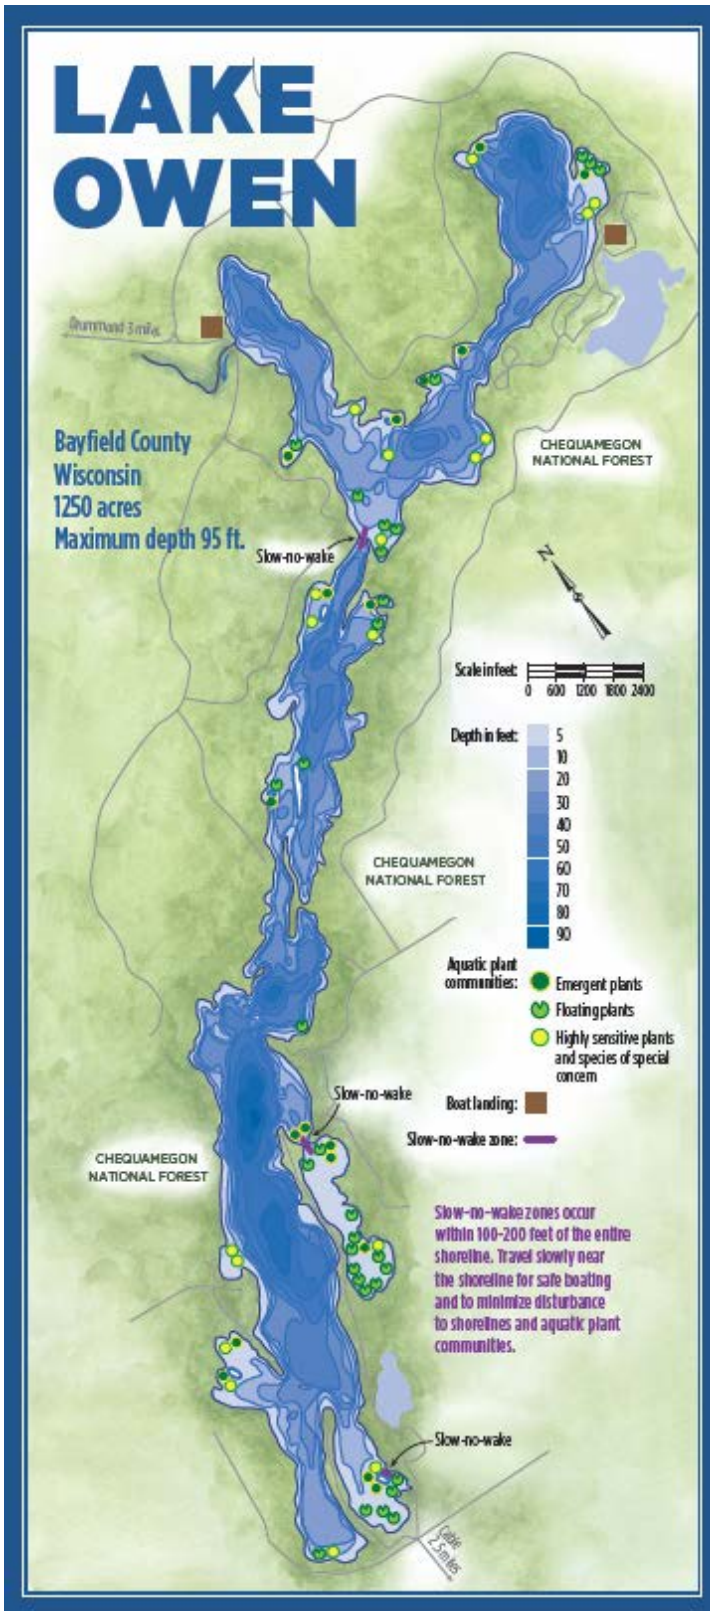 LAKE
OWEN
Drummond 3 miles
Bayfield County
Wisconsin
1250 acres
Maximum depth 95 ft.
CHEQUAMEGON
NATIONAL FOREST
Slow-no-wake
N
Scale in feet:
0 600 1200 1800 2400
Depth in feet:
5
10
20
30
40
50
60
70
80
90
CHEQUAMEGON
NATIONAL FOREST
Aquatic plant
communities:
Emergent plants
Floating plants
Highly sensitive plants
and species of special
concern
Boat landing:
Slow-no-wake zone:
Slow-no-wake
CHEQUAMEGON
NATIONAL FOREST
Slow-no-wake zones occur
within 100-200 feet of the entire
shoreline. Travel slowly near
the shoreline for safe boating
and to minimize disturbance
to shorelines and aquatic plant
communities.
Slow-no-wake
Cable
2.5 miles